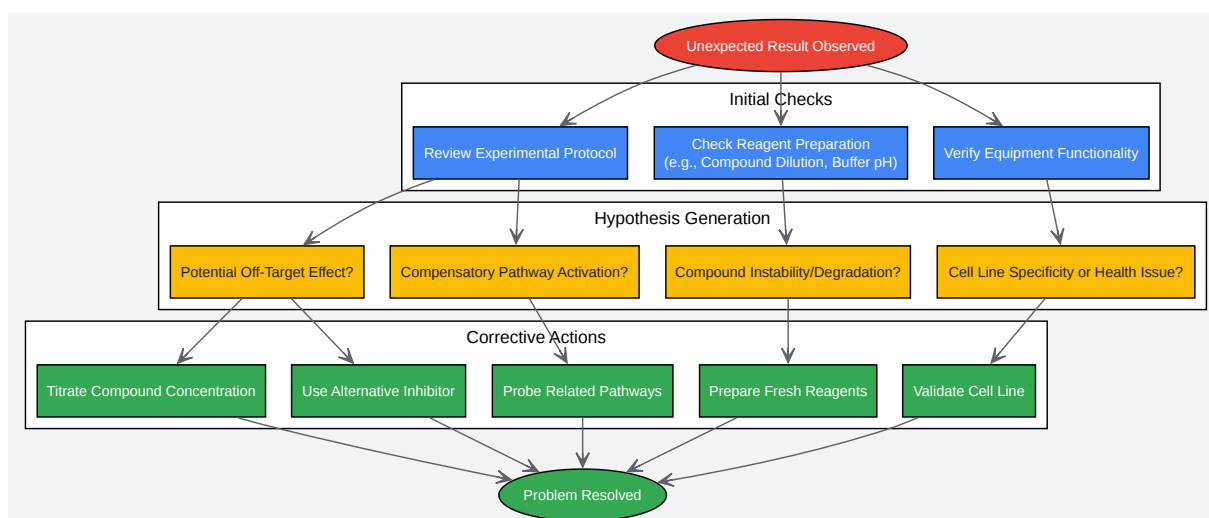 Unexpected Result Observed
Initial Checks
Review Experimental Protocol
Check Reagent Preparation
(e.g., Compound Dilution, Buffer pH)
Verify Equipment Functionality
Hypothesis Generation
Potential Off-Target Effect?
Compensatory Pathway Activation?
Compound Instability/Degradation?
Cell Line Specificity or Health Issue?
Corrective Actions
Titrate Compound Concentration
Use Alternative Inhibitor
Probe Related Pathways
Prepare Fresh Reagents
Validate Cell Line
Problem Resolved